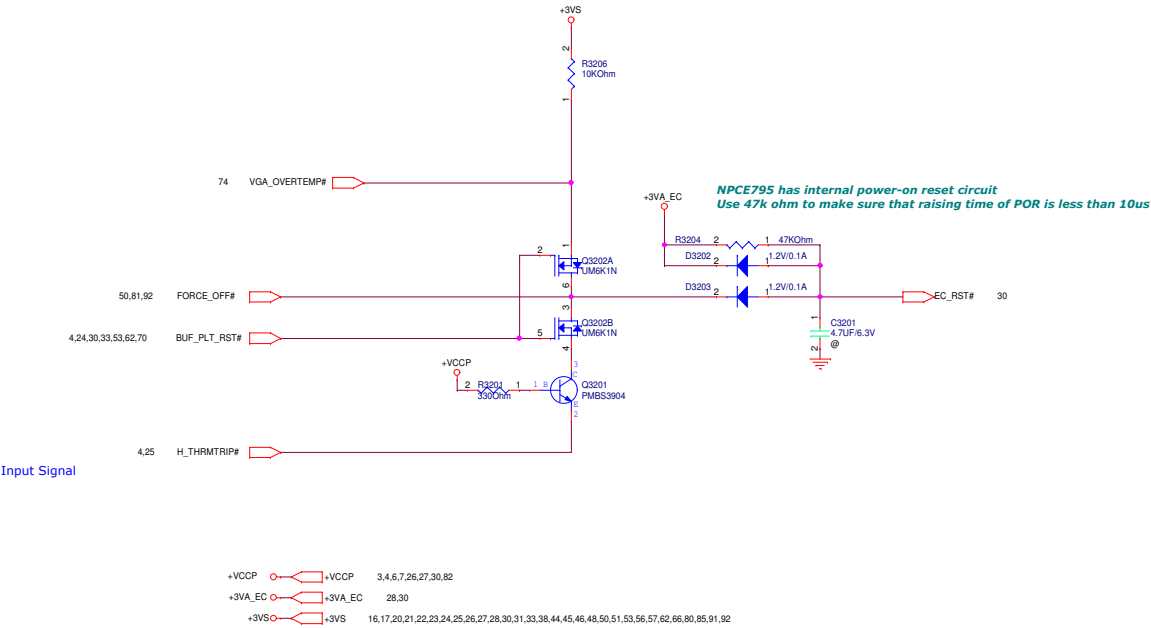 +3VS
2
R3206
10KOhm
1
74 VGA_OVERTEMP#
NPCE795 has internal power-on reset circuit
Use 47k ohm to make sure that raising time of POR is less than 10us
+3VA_EC
R3204 2 1 47KOhm
D3202 2 1 1.2V/0.1A
1
2
Q3202A
UM6K1N
6
D3203 2 1 1.2V/0.1A
50,81,92 FORCE_OFF#
EC_RST# 30
3
Q3202B
UM6K1N
5
4
4,24,30,33,53,62,70 BUF_PLT_RST#
1
C3201
4.7UF/6.3V
@
2
+VCCP
2 R3201 1
330Ohm
1 B
3
C
Q3201
PMBS3904
E
2
4,25 H_THRMTRIP#
Input Signal
+VCCP +VCCP 3,4,6,7,26,27,30,82
+3VA_EC +3VA_EC 28,30
+3VS +3VS 16,17,20,21,22,23,24,25,26,27,28,30,31,33,38,44,45,46,48,50,51,53,56,57,62,66,80,85,91,92